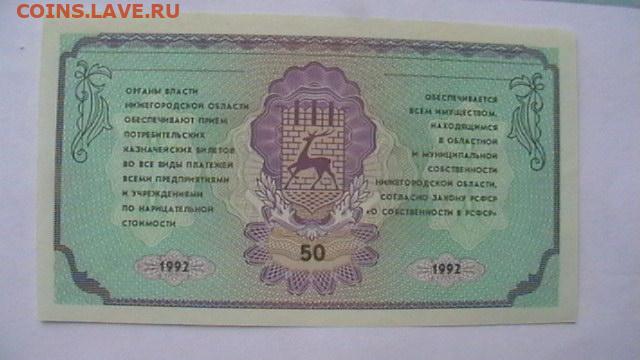 COINS.LAVE.RU
ОРГАНЫ ВЛАСТИ
НИЖЕГОРОДСКОЙ ОБЛАСТИ
ОБЕСПЕЧИВАЮТ ПРИЕМ
ПОТРЕБИТЕЛЬСКИХ
КАЗНАЧЕЙСКИХ БИЛЕТОВ
ВО ВСЕ ВИДЫ ПЛАТЕЖЕЙ
ВСЕМИ ПРЕДПРИЯТИЯМИ
И УЧРЕЖДЕНИЯМИ
ПО НАРИЦАТЕЛЬНОЙ
СТОИМОСТИ
ОБЕСПЕЧИВАЕТСЯ
ВСЕМ ИМУЩЕСТВОМ,
НАХОДЯЩИМСЯ
В ОБЛАСТНОЙ
И МУНИЦИПАЛЬНОЙ
СОБСТВЕННОСТИ
НИЖЕГОРОДСКОЙ ОБЛАСТИ,
СОГЛАСНО ЗАКОНУ РСФСР
«О СОБСТВЕННОСТИ В РСФСР»
1992
50
1992